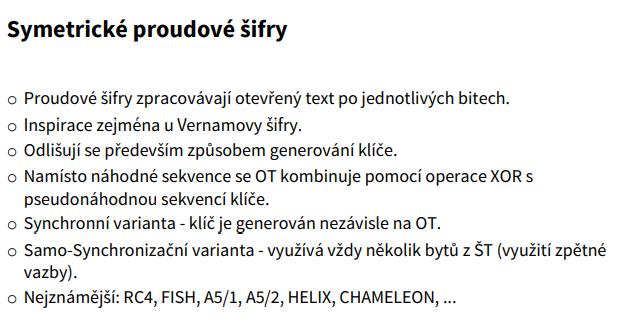 Symetrické proudové šifry
○ Proudové šifry zpracovávají otevřený text po jednotlivých bitech.
○ Inspirace zejména u Vernamovy šifry.
○ Odlišují se především způsobem generování klíče.
○ Namísto náhodné sekvence se OT kombinuje pomocí operace XOR s
pseudonáhodnou sekvencí klíče.
○ Synchronní varianta - klíč je generován nezávisle na OT.
○ Samo-Synchronizační varianta - využívá vždy několik bytů z ŠT (využití zpětné
vazby).
○ Nejznámější: RC4, FISH, A5/1, A5/2, HELIX, CHAMELEON, ...